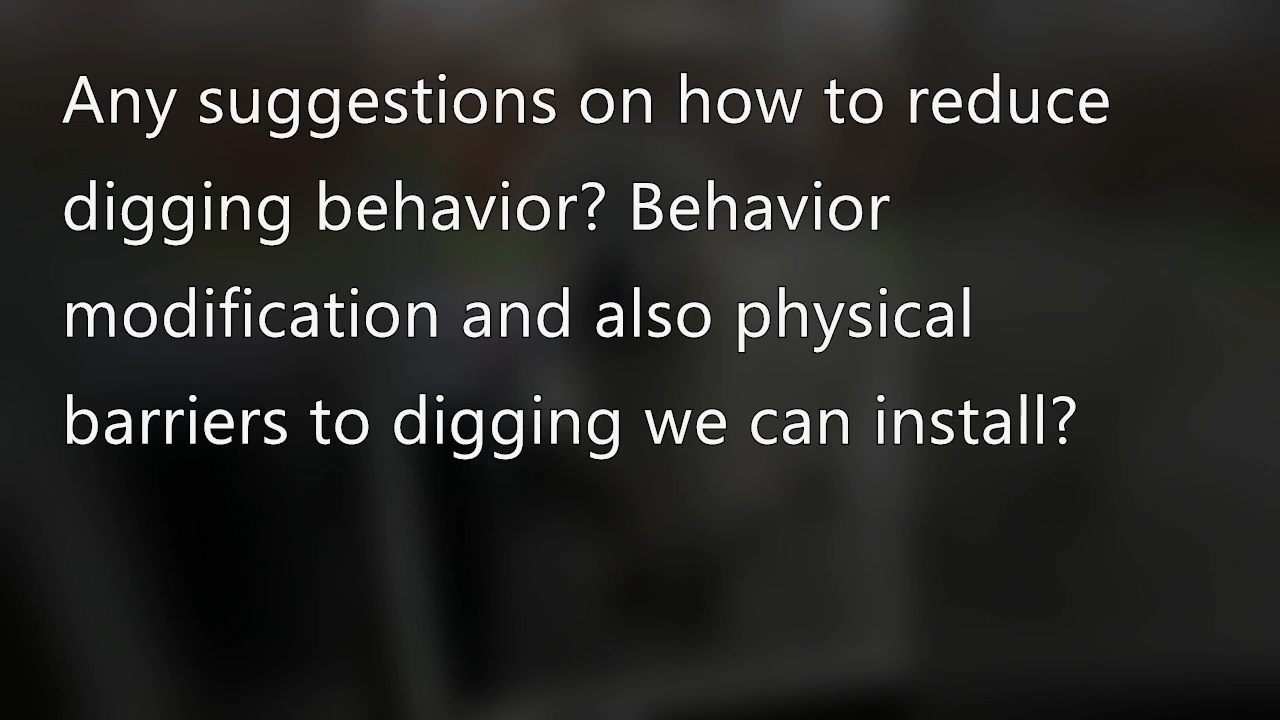 Any suggestions on how to reduce
digging behavior? Behavior
modification and also physical
barriers to digging we can install?